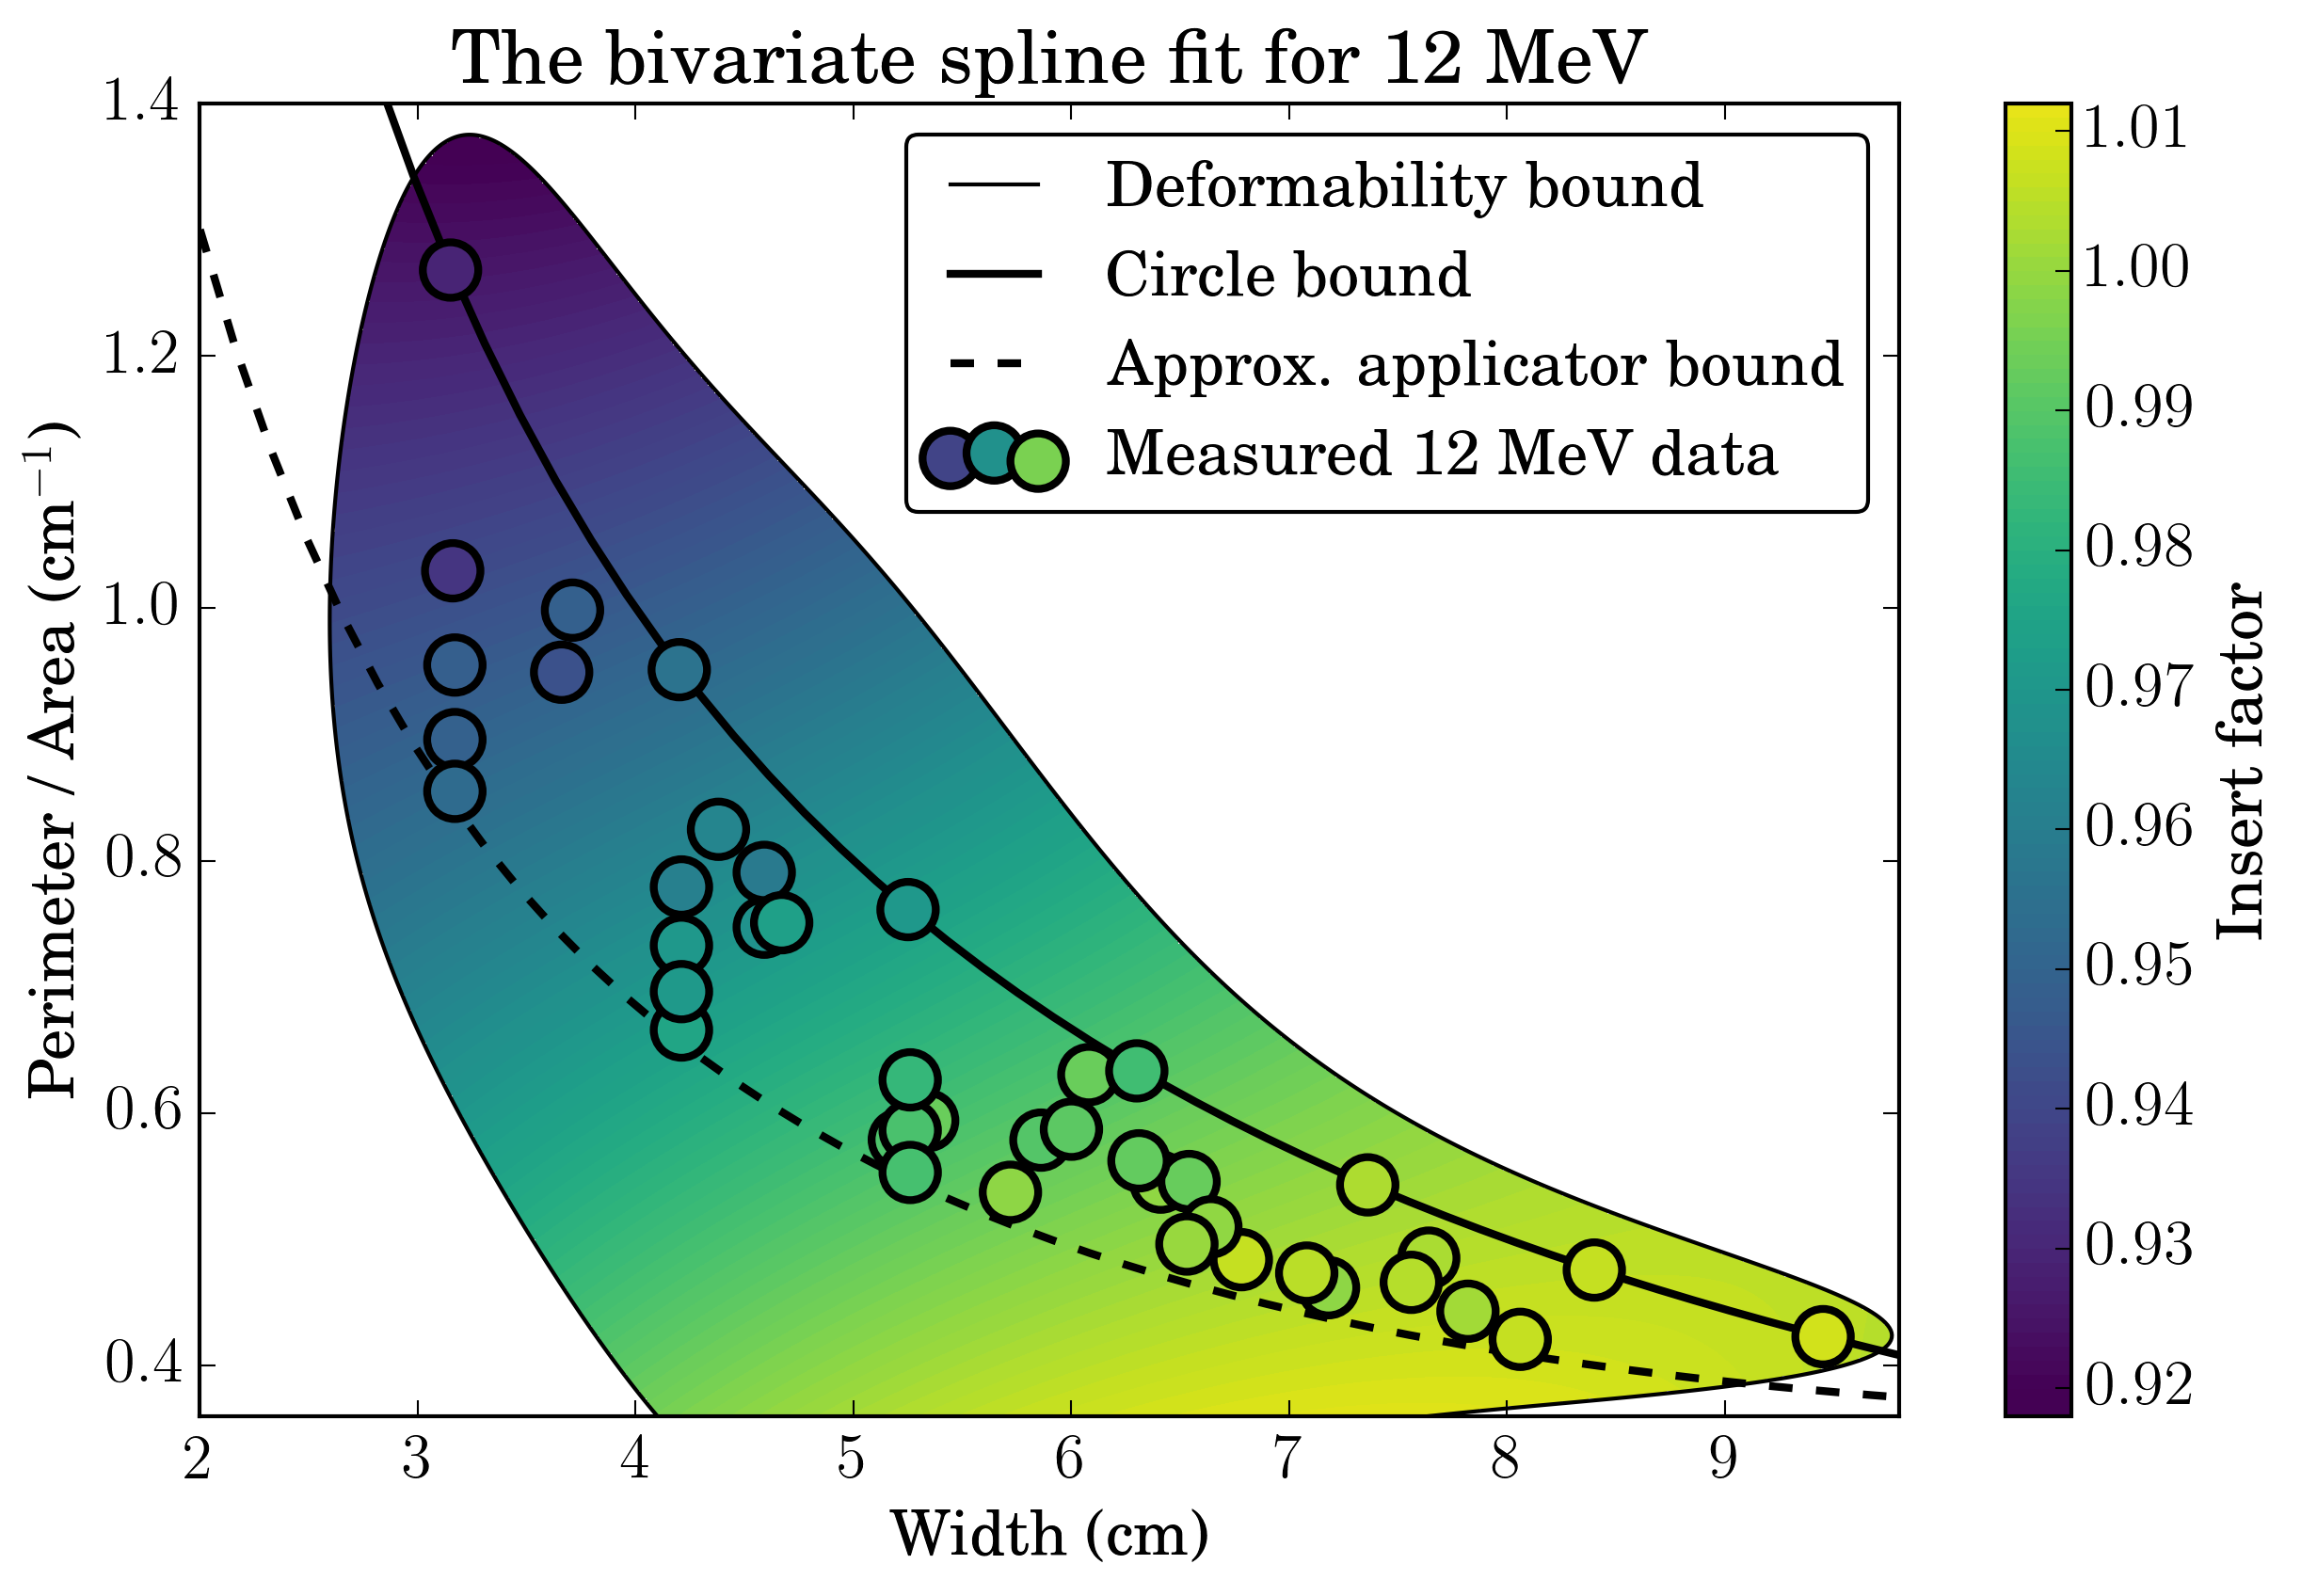 The bivariate spline fit for 12 MeV
1.4
1.2
1.0
0.8
0.6
0.4
Perimeter / Area (cm⁻¹)
2 3 4 5 6 7 8 9
Width (cm)
Deformability bound
Circle bound
Approx. applicator bound
Measured 12 MeV data
1.01
1.00
0.99
0.98
0.97
0.96
0.95
0.94
0.93
0.92
Insert factor